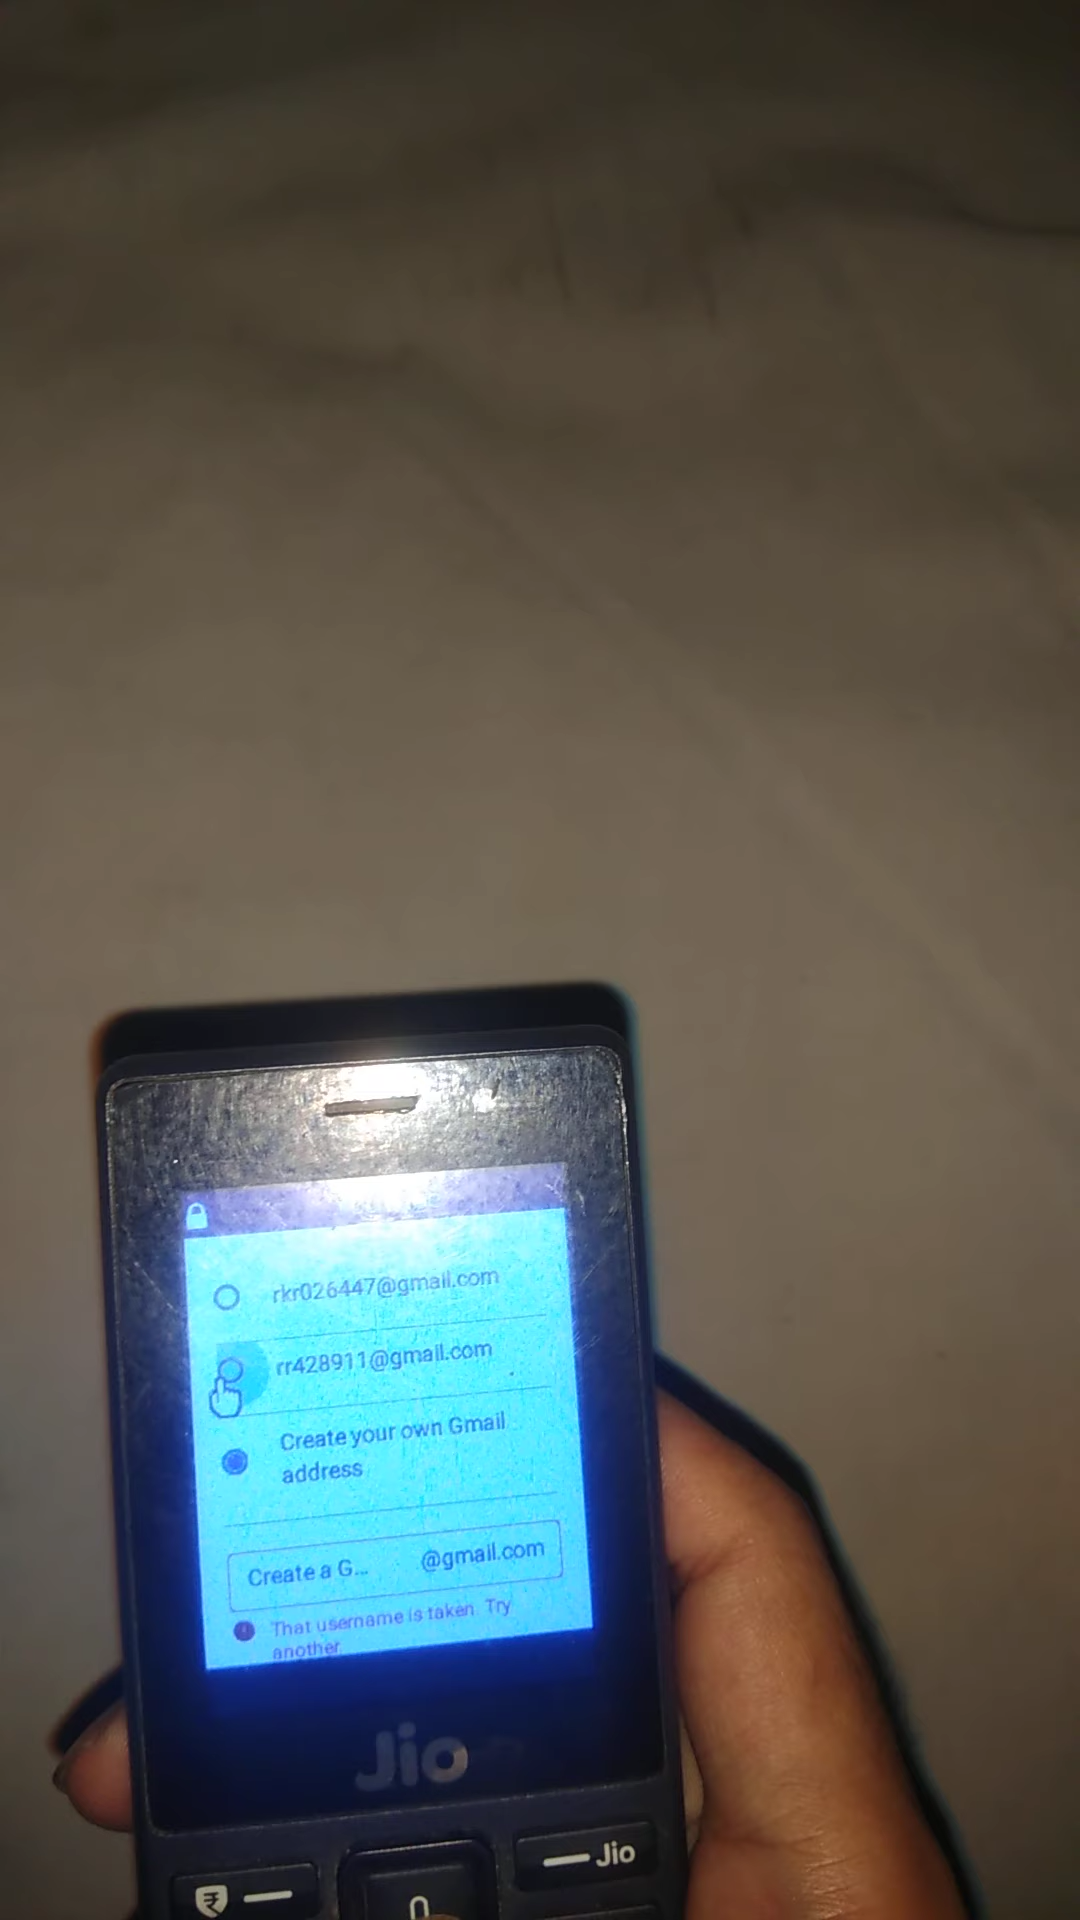 rkr026447@gmail.com
rr428911@gmail.com
Create your own Gmail
address
Create a G... @gmail.com
That username is taken. Try
another.
Jio
Jio